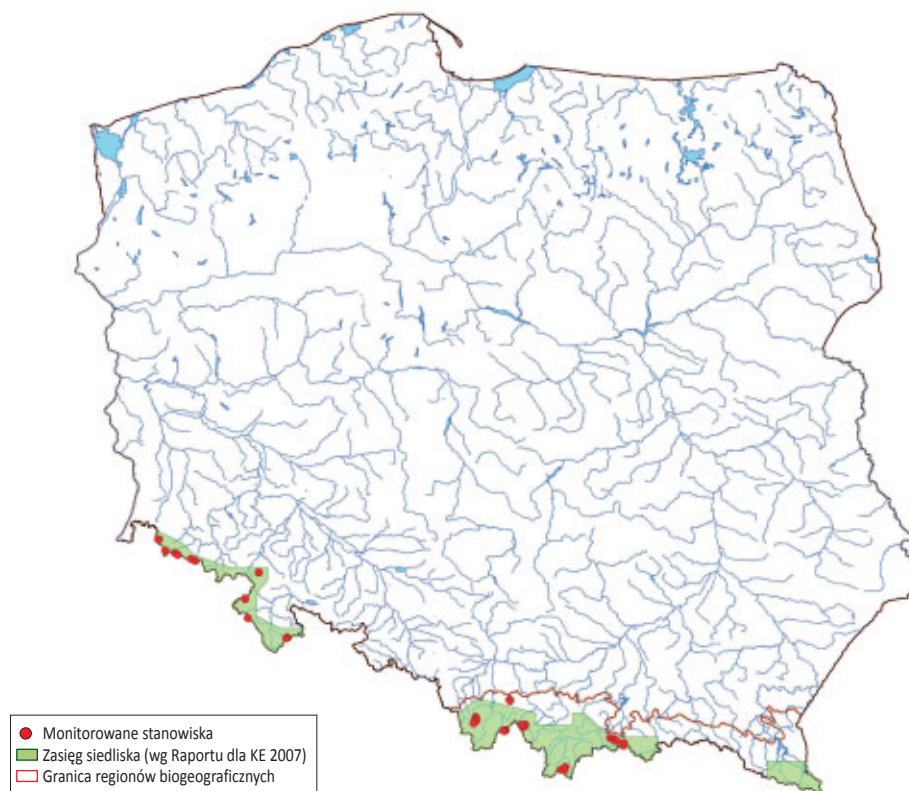 Monitorowane stanowiska
Zasięg siedliska (wg Raportu dla KE 2007)
Granica regionów biogeograficznych